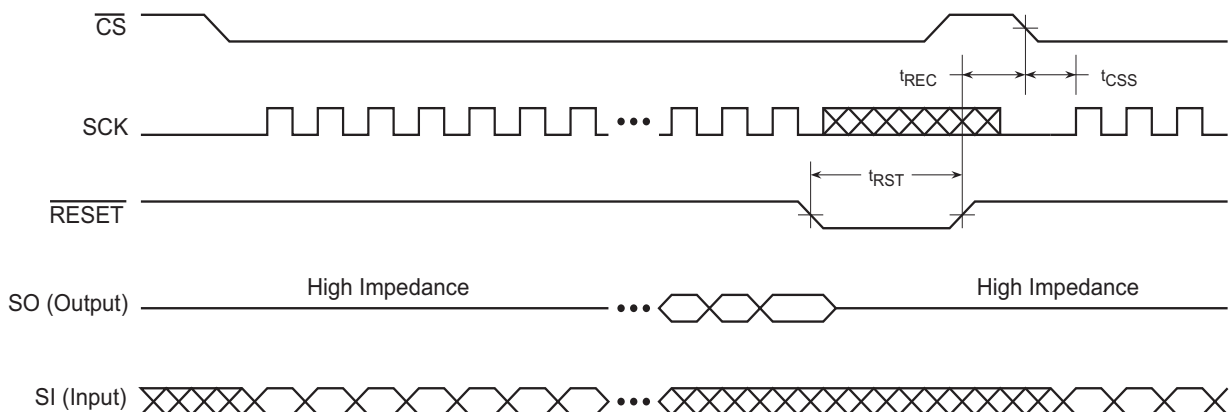 CS
tREC
tCSS
SCK
tRST
RESET
High Impedance
High Impedance
SO (Output)
SI (Input)